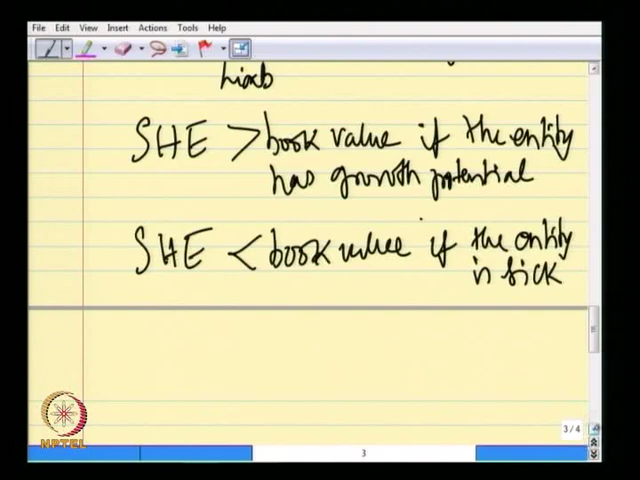 File Edit View Insert Actions Tools Help
SHE > book value if the entity
has growth potential
SHE < book value if the entity
is sick
NPTEL
3/4
3